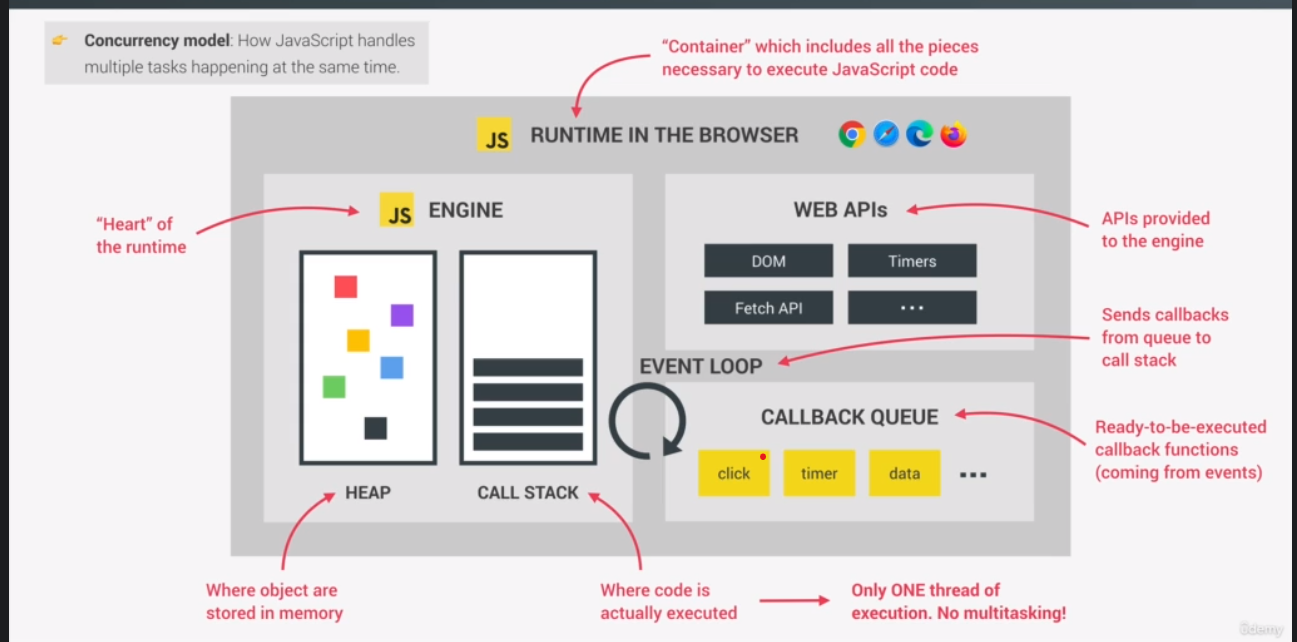 Concurrency model: How JavaScript handles
multiple tasks happening at the same time.
“Container” which includes all the pieces
necessary to execute JavaScript code
JS RUNTIME IN THE BROWSER
“Heart” of
the runtime
JS ENGINE
HEAP
CALL STACK
WEB APIs
DOM
Timers
Fetch API
...
APIs provided
to the engine
EVENT LOOP
Sends callbacks
from queue to
call stack
CALLBACK QUEUE
click
timer
data
...
Ready-to-be-executed
callback functions
(coming from events)
Where object are
stored in memory
Where code is
actually executed
Only ONE thread of
execution. No multitasking!
ûdemy